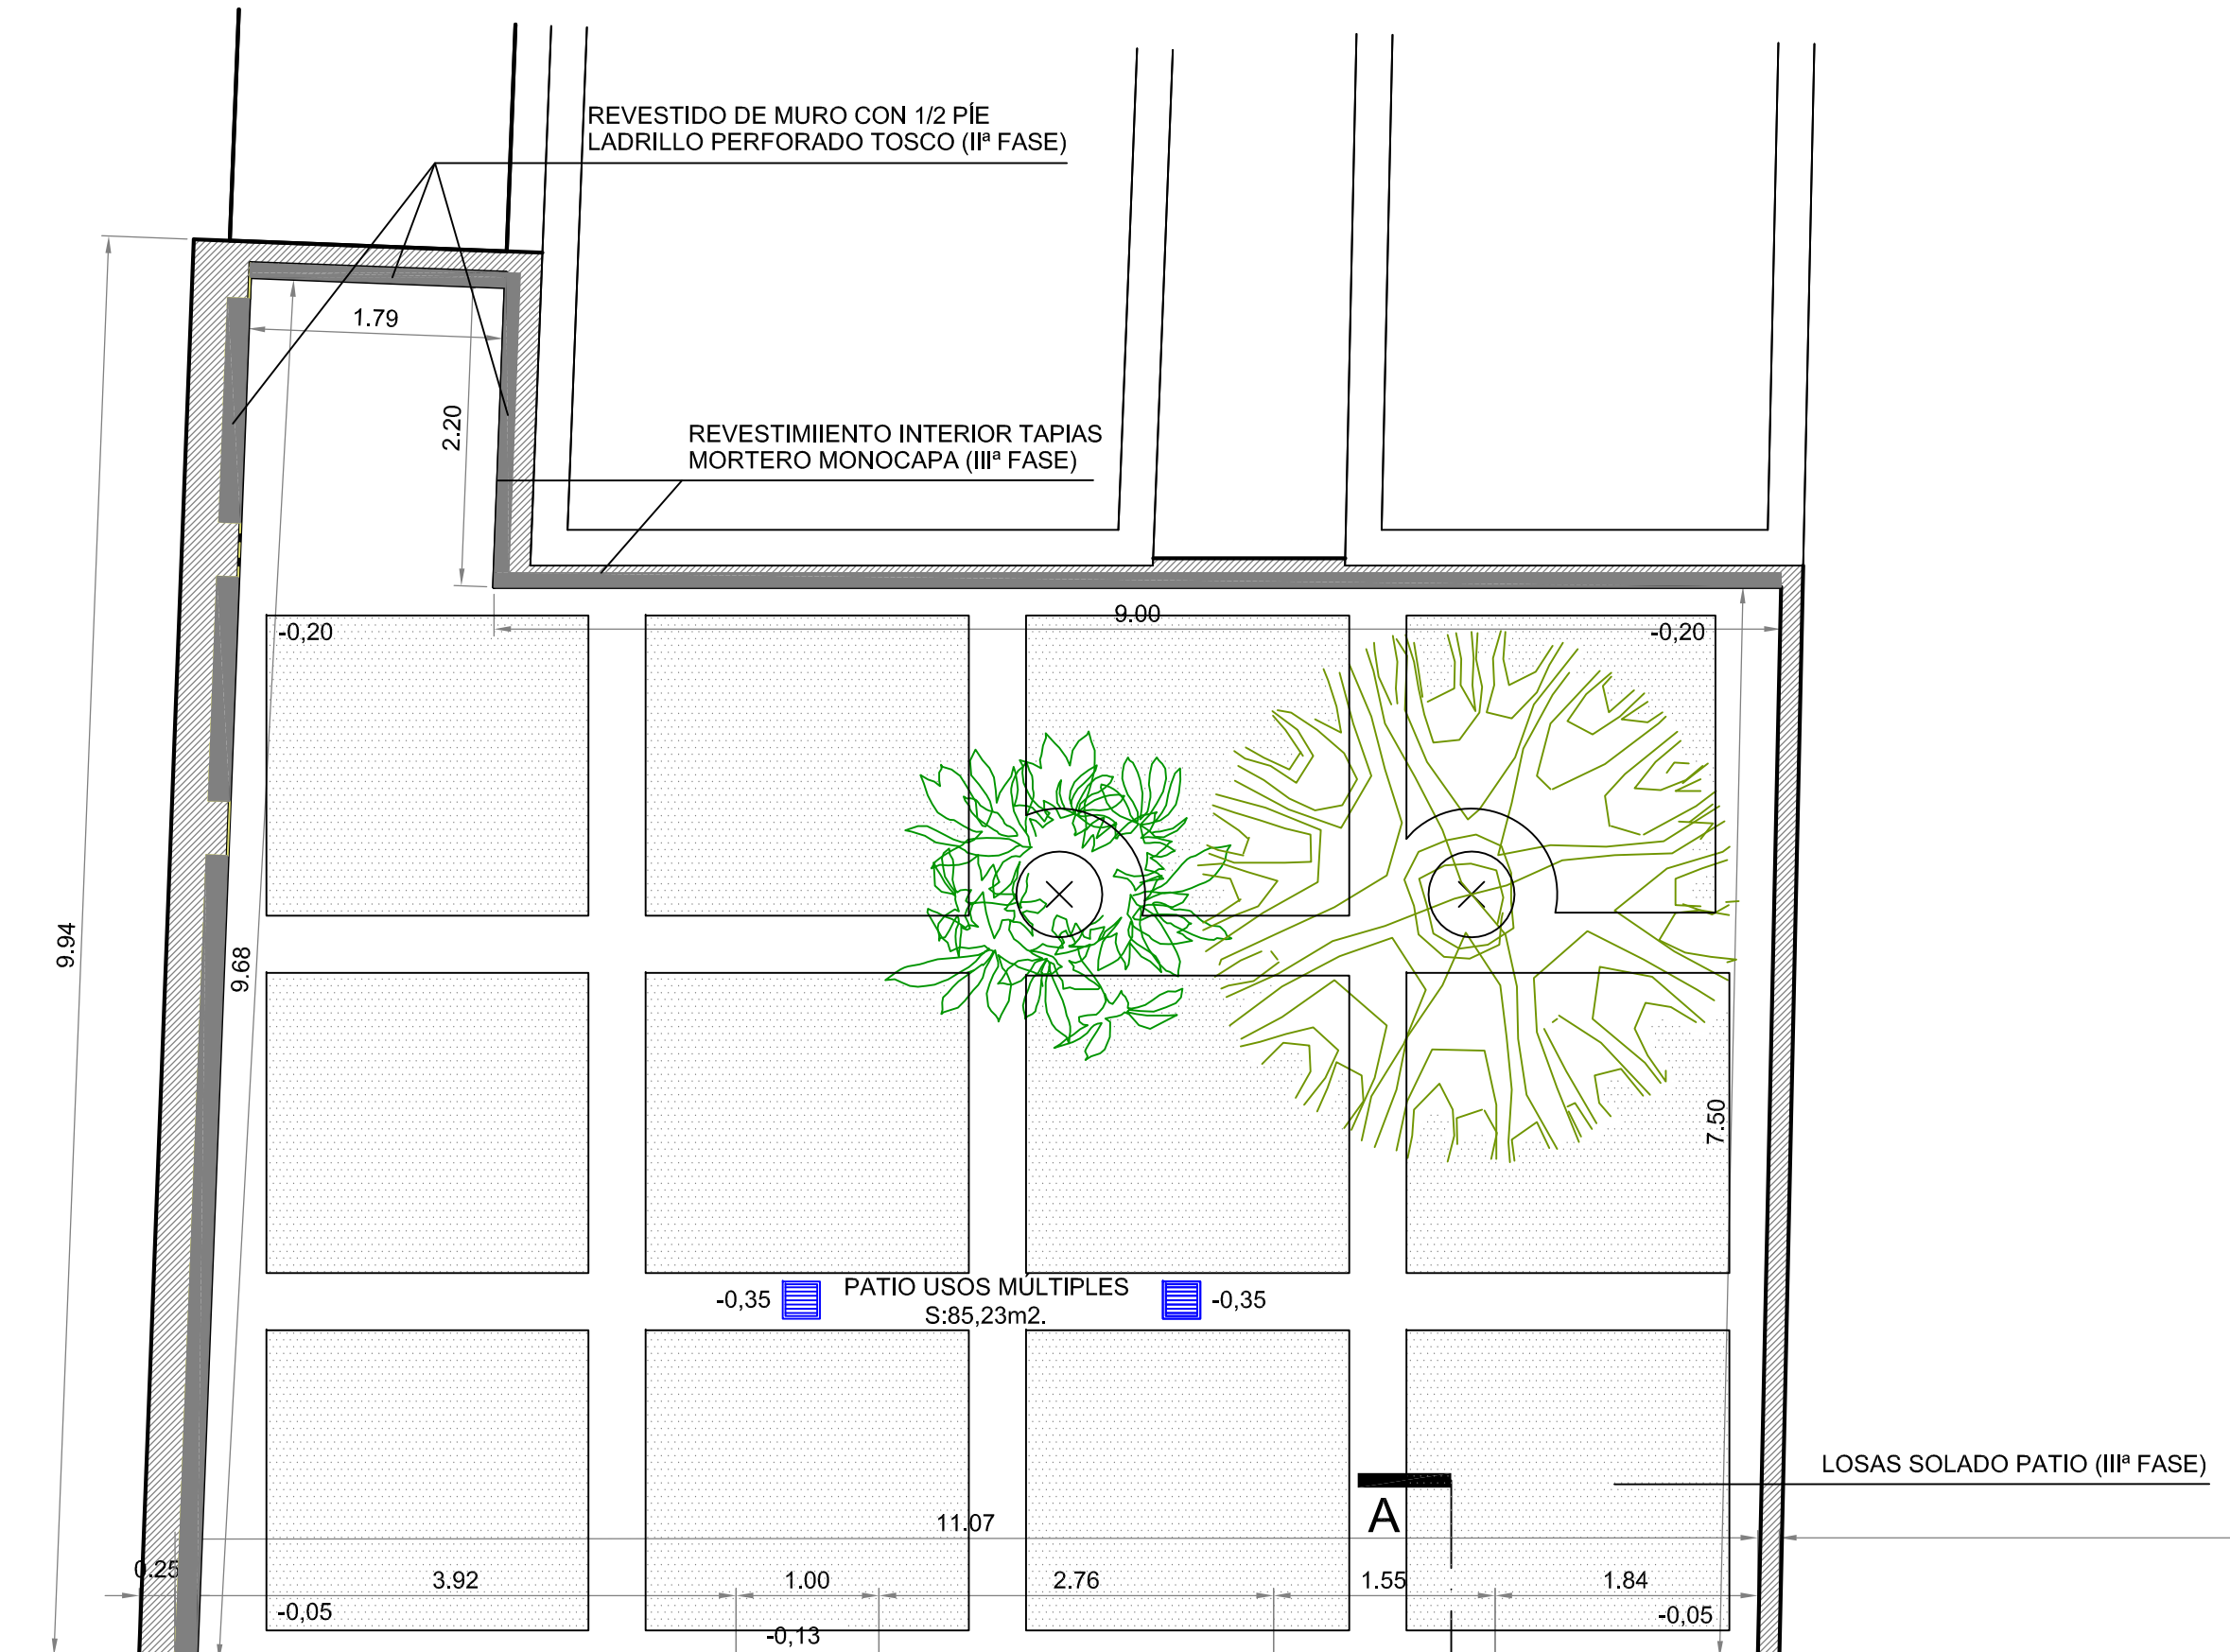 REVESTIDO DE MURO CON 1/2 PÍE
LADRILLO PERFORADO TOSCO (IIª FASE)
1.79
2.20
REVESTIMIIENTO INTERIOR TAPIAS
MORTERO MONOCAPA (IIIª FASE)
9.00
-0,20
-0,20
9.94
9.68
7.50
-0,35
PATIO USOS MÚLTIPLES
S:85,23m2.
-0,35
LOSAS SOLADO PATIO (IIIª FASE)
A
11.07
0.25
3.92
1.00
2.76
1.55
1.84
-0,05
-0,05
-0,13